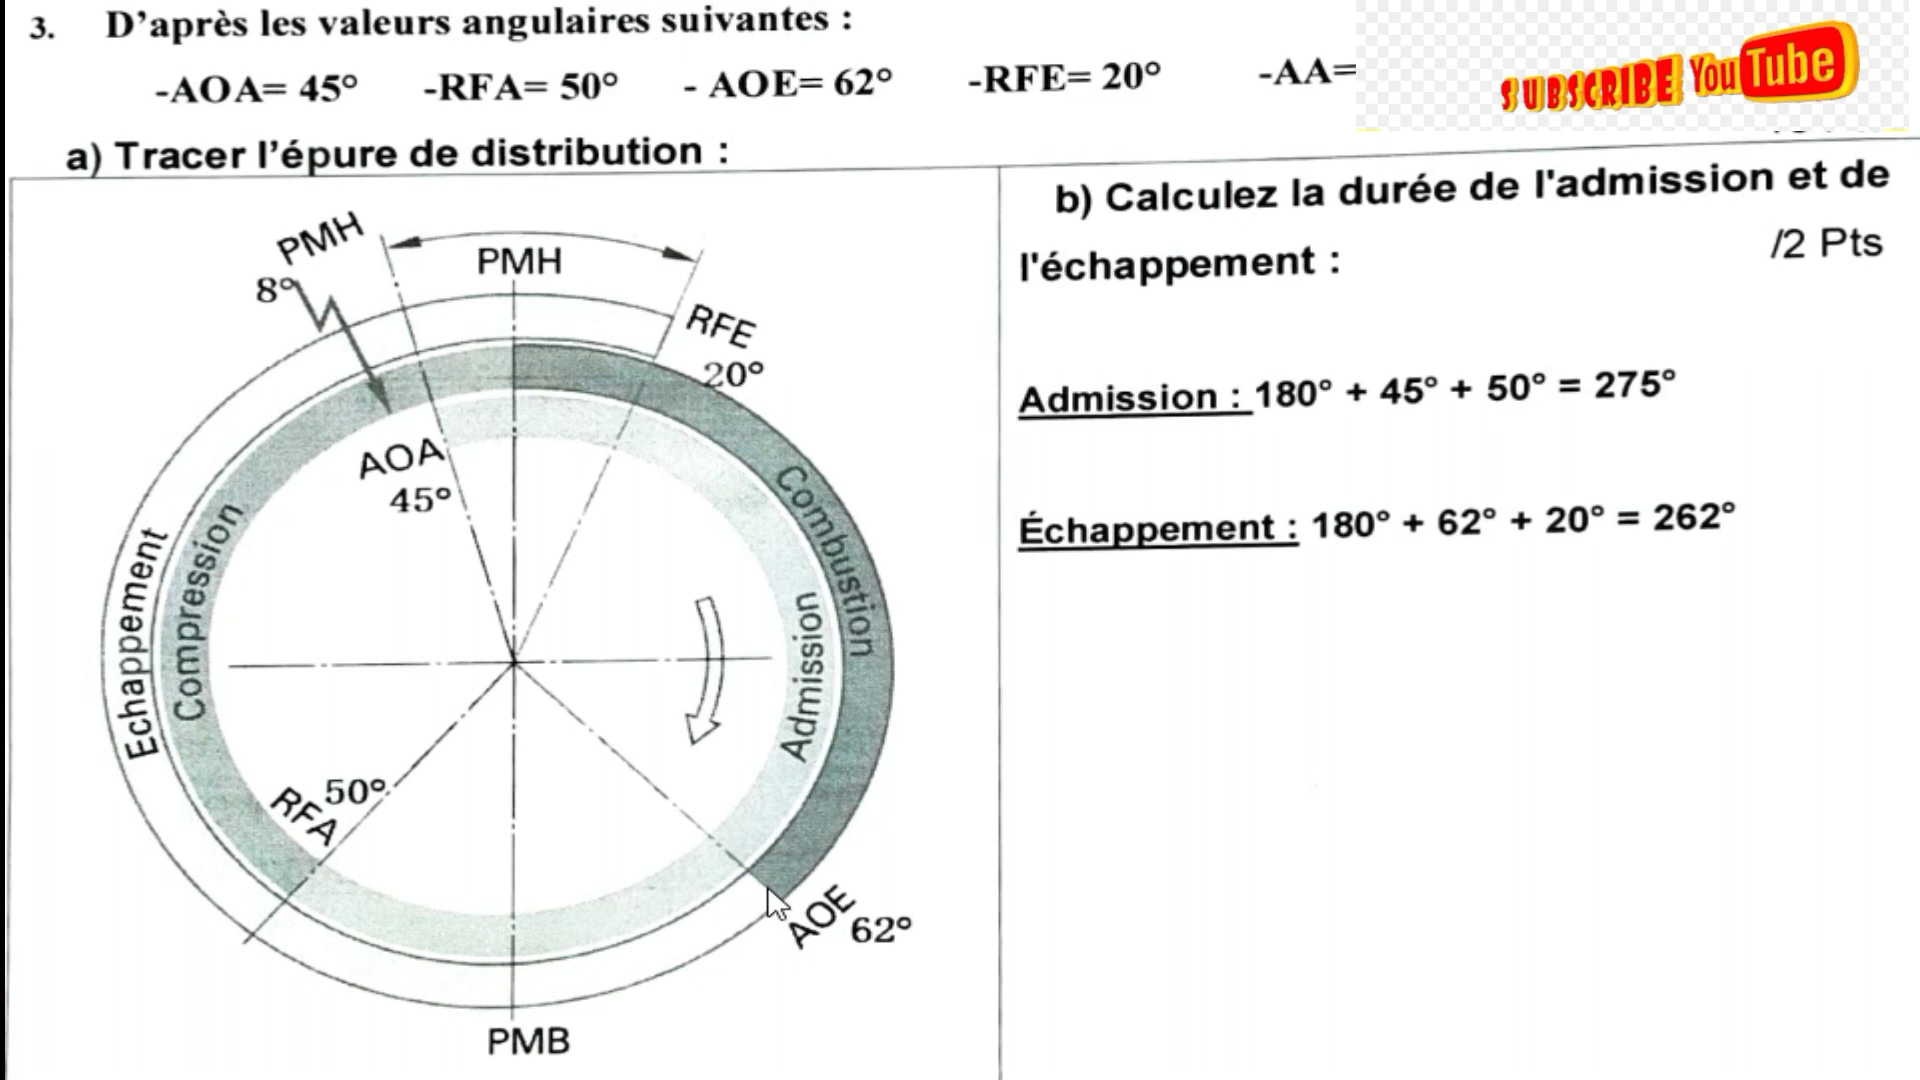 3. D'après les valeurs angulaires suivantes :
-AOA= 45° -RFA= 50° - AOE= 62° -RFE= 20° -AA=
SUBSCRIBE YouTube
a) Tracer l'épure de distribution :
b) Calculez la durée de l'admission et de
l'échappement : /2 Pts
Admission : 180° + 45° + 50° = 275°
Échappement : 180° + 62° + 20° = 262°
PMH
8°
PMH
RFE
20°
AOA
45°
Combustion
Compression
Echappement
Admission
50°
RFA
AOE
62°
PMB